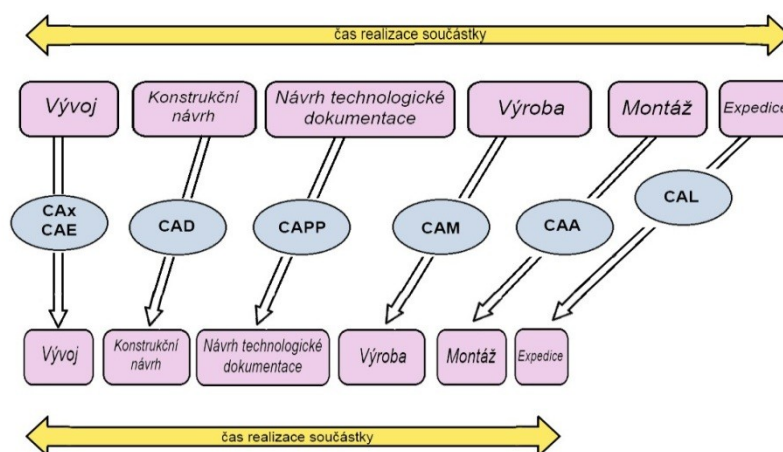 čas realizace součástky
Vývoj
Konstrukční
návrh
Návrh technologické
dokumentace
Výroba
Montáž
Expedice
CAx
CAE
CAD
CAPP
CAM
CAA
CAL
Vývoj
Konstrukční
návrh
Návrh technologické
dokumentace
Výroba
Montáž
Expedice
čas realizace součástky